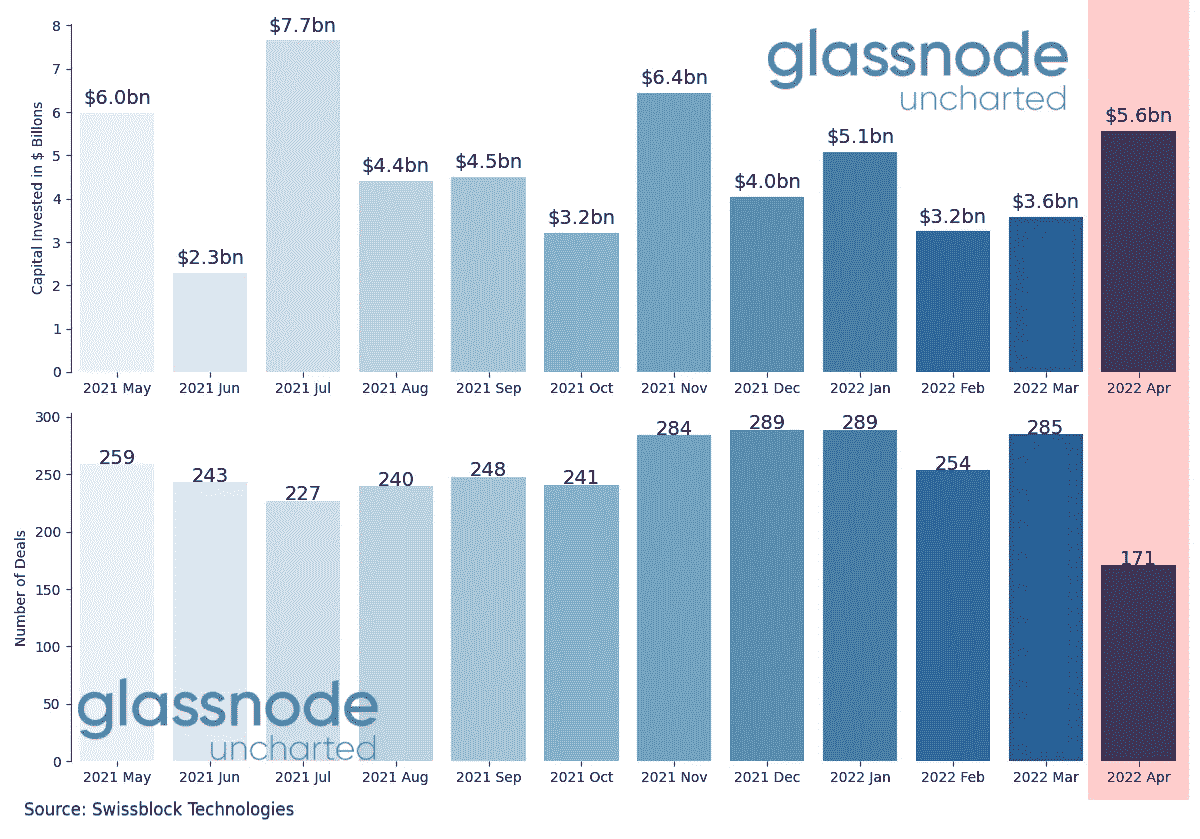 8
7
6
5
4
3
2
1
0
Capital Invested in $ Billons
$6.0bn
$2.3bn
$7.7bn
$4.4bn
$4.5bn
$3.2bn
$6.4bn
$4.0bn
$5.1bn
$3.2bn
$3.6bn
$5.6bn
glassnode
uncharted
2021 May 2021 Jun 2021 Jul 2021 Aug 2021 Sep 2021 Oct 2021 Nov 2021 Dec 2022 Jan 2022 Feb 2022 Mar 2022 Apr
300
250
200
150
100
50
0
Number of Deals
259
243
227
240
248
241
284
289
289
254
285
171
glassnode
uncharted
2021 May 2021 Jun 2021 Jul 2021 Aug 2021 Sep 2021 Oct 2021 Nov 2021 Dec 2022 Jan 2022 Feb 2022 Mar 2022 Apr
Source: Swissblock Technologies